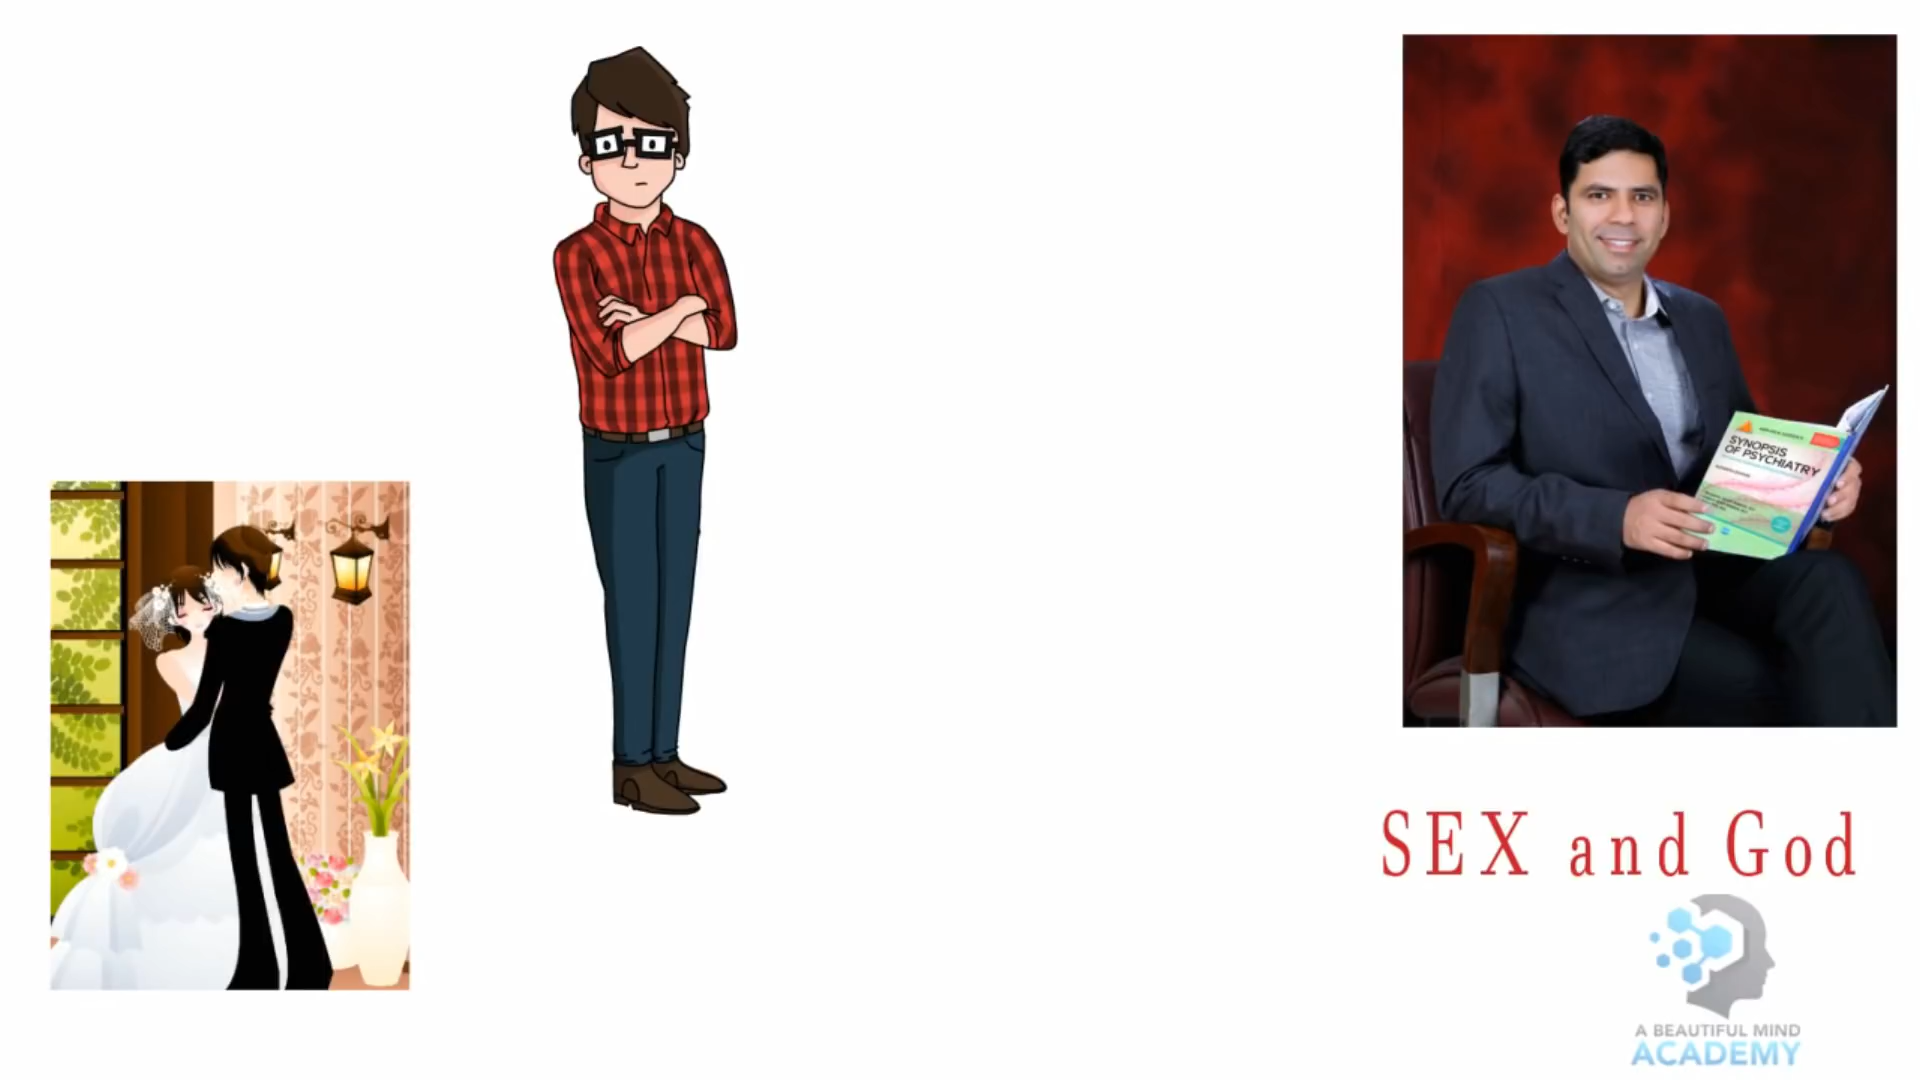 SYNOPSIS
OF PSYCHIATRY
SEX and God
A BEAUTIFUL MIND
ACADEMY